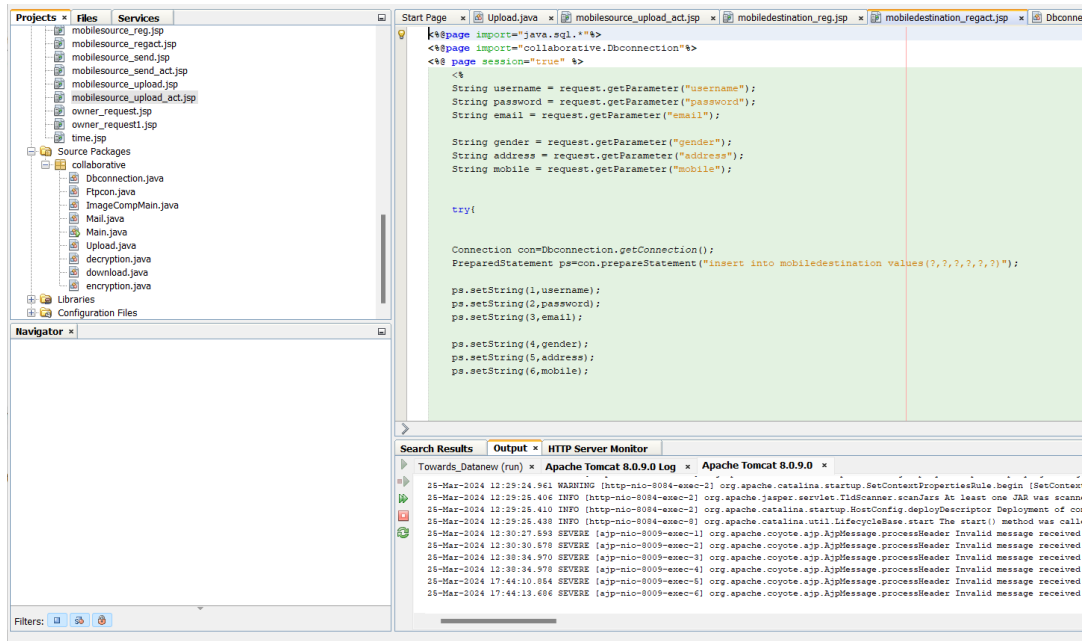 Projects × Files Services
mobilesource_reg.jsp
mobilesource_regact.jsp
mobilesource_send.jsp
mobilesource_send_act.jsp
mobilesource_upload.jsp
mobilesource_upload_act.jsp
owner_request.jsp
owner_request1.jsp
time.jsp
Source Packages
collaborative
Dbconnection.java
Ftpcon.java
ImageCompMain.java
Mail.java
Main.java
Upload.java
decryption.java
download.java
encryption.java
Libraries
Configuration Files
Navigator ×
Filters:
Start Page × Upload.java × mobilesource_upload_act.jsp × mobiledestination_reg.jsp × mobiledestination_regact.jsp × Dbconne
<%@page import="java.sql.*"%>
<%@page import="collaborative.Dbconnection"%>
<%@ page session="true" %>
<%
String username = request.getParameter("username");
String password = request.getParameter("password");
String email = request.getParameter("email");
String gender = request.getParameter("gender");
String address = request.getParameter("address");
String mobile = request.getParameter("mobile");
try{
Connection con=Dbconnection.getConnection();
PreparedStatement ps=con.prepareStatement("insert into mobiledestination values(?,?,?,?,?,?)");
ps.setString(1,username);
ps.setString(2,password);
ps.setString(3,email);
ps.setString(4,gender);
ps.setString(5,address);
ps.setString(6,mobile);
Search Results Output × HTTP Server Monitor
Towards_Datanew (run) × Apache Tomcat 8.0.9.0 Log × Apache Tomcat 8.0.9.0 ×
25-Mar-2024 12:29:24.961 WARNING [http-nio-8084-exec-2] org.apache.catalina.startup.SetContextPropertiesRule.begin [SetContext
25-Mar-2024 12:29:25.406 INFO [http-nio-8084-exec-2] org.apache.jasper.servlet.TldScanner.scanJars At least one JAR was scann
25-Mar-2024 12:29:25.410 INFO [http-nio-8084-exec-2] org.apache.catalina.startup.HostConfig.deployDescriptor Deployment of co
25-Mar-2024 12:29:25.438 INFO [http-nio-8084-exec-8] org.apache.catalina.util.LifecycleBase.start The start() method was call
25-Mar-2024 12:30:27.593 SEVERE [ajp-nio-8009-exec-1] org.apache.coyote.ajp.AjpMessage.processHeader Invalid message received
25-Mar-2024 12:30:30.578 SEVERE [ajp-nio-8009-exec-2] org.apache.coyote.ajp.AjpMessage.processHeader Invalid message received
25-Mar-2024 12:38:34.970 SEVERE [ajp-nio-8009-exec-3] org.apache.coyote.ajp.AjpMessage.processHeader Invalid message received
25-Mar-2024 12:38:34.978 SEVERE [ajp-nio-8009-exec-4] org.apache.coyote.ajp.AjpMessage.processHeader Invalid message received
25-Mar-2024 17:44:10.854 SEVERE [ajp-nio-8009-exec-5] org.apache.coyote.ajp.AjpMessage.processHeader Invalid message received
25-Mar-2024 17:44:13.686 SEVERE [ajp-nio-8009-exec-6] org.apache.coyote.ajp.AjpMessage.processHeader Invalid message received